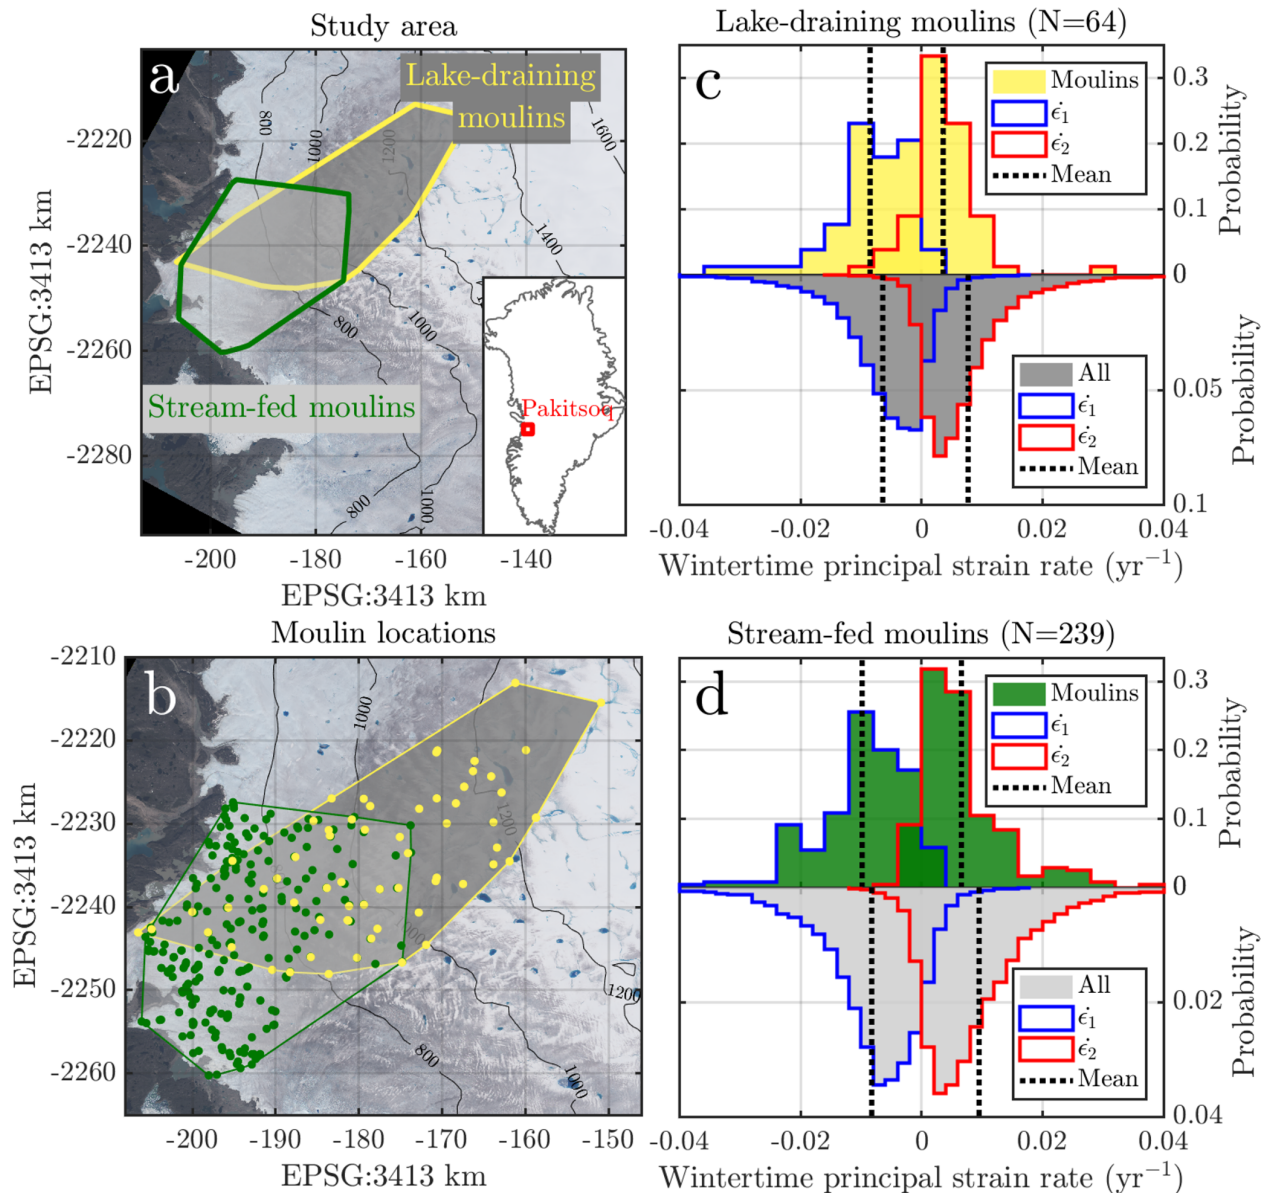 Study area
a
Lake-draining
moulins
800
1000
1200
1600
1400
14
800
1000
800
1000
Stream-fed moulins
Pakitsoq
-2220
-2240
-2260
-2280
EPSG:3413 km
-200
-180
-160
-140
EPSG:3413 km
Lake-draining moulins (N=64)
c
Moulins
ϵ̇₁
ϵ̇₂
Mean
0.3
0.2
0.1
0
Probability
All
ϵ̇₁
ϵ̇₂
Mean
0.05
0.1
Probability
-0.04
-0.02
0
0.02
0.04
Wintertime principal strain rate (yr⁻¹)
Moulin locations
b
1000
1200
800
1000
1200
-2210
-2220
-2230
-2240
-2250
-2260
EPSG:3413 km
-200
-190
-180
-170
-160
-150
EPSG:3413 km
Stream-fed moulins (N=239)
d
Moulins
ϵ̇₁
ϵ̇₂
Mean
0.3
0.2
0.1
0
Probability
All
ϵ̇₁
ϵ̇₂
Mean
0.02
0.04
Probability
-0.04
-0.02
0
0.02
0.04
Wintertime principal strain rate (yr⁻¹)